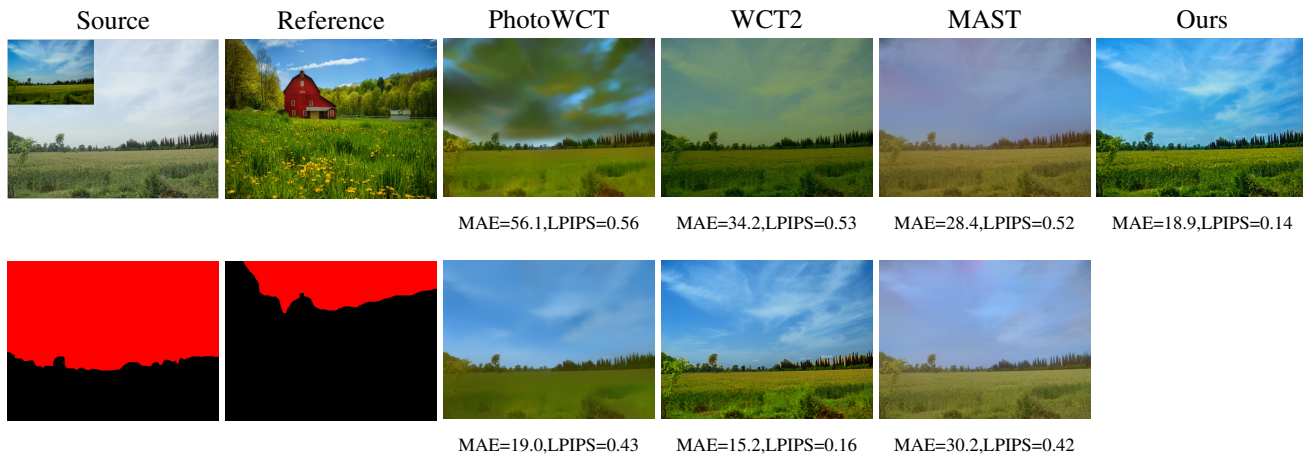 Source Reference PhotoWCT WCT2 MAST Ours
MAE=56.1,LPIPS=0.56 MAE=34.2,LPIPS=0.53 MAE=28.4,LPIPS=0.52 MAE=18.9,LPIPS=0.14
MAE=19.0,LPIPS=0.43 MAE=15.2,LPIPS=0.16 MAE=30.2,LPIPS=0.42